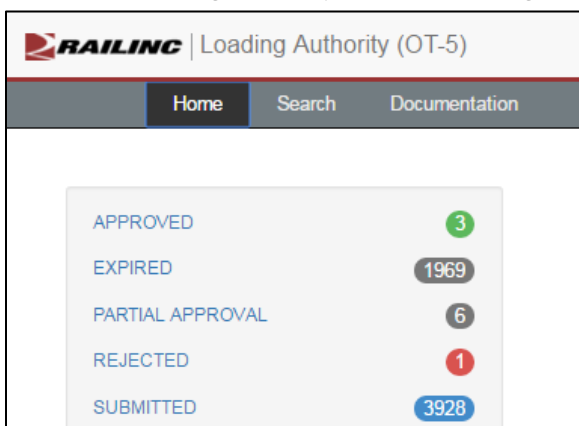 RAILINC | Loading Authority (OT-5)
Home Search Documentation
APPROVED 3
EXPIRED 1969
PARTIAL APPROVAL 6
REJECTED 1
SUBMITTED 3928